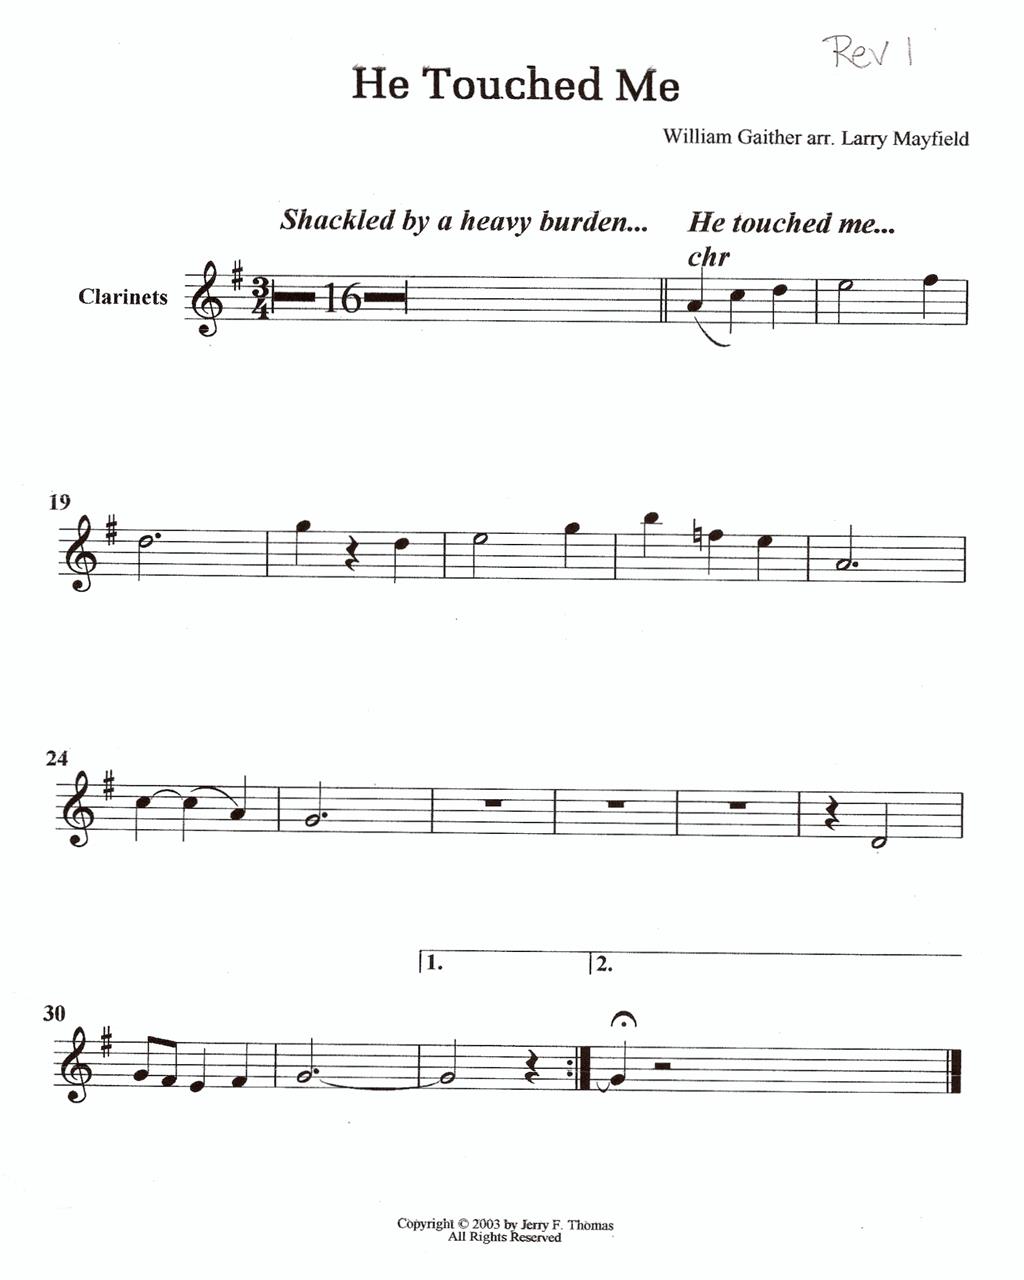 Rev 1
He Touched Me
William Gaither arr. Larry Mayfield
Shackled by a heavy burden... He touched me...
chr
Clarinets 3 4 16
19
24
1. 2.
30
Copyright © 2003 by Jerry F. Thomas
All Rights Reserved